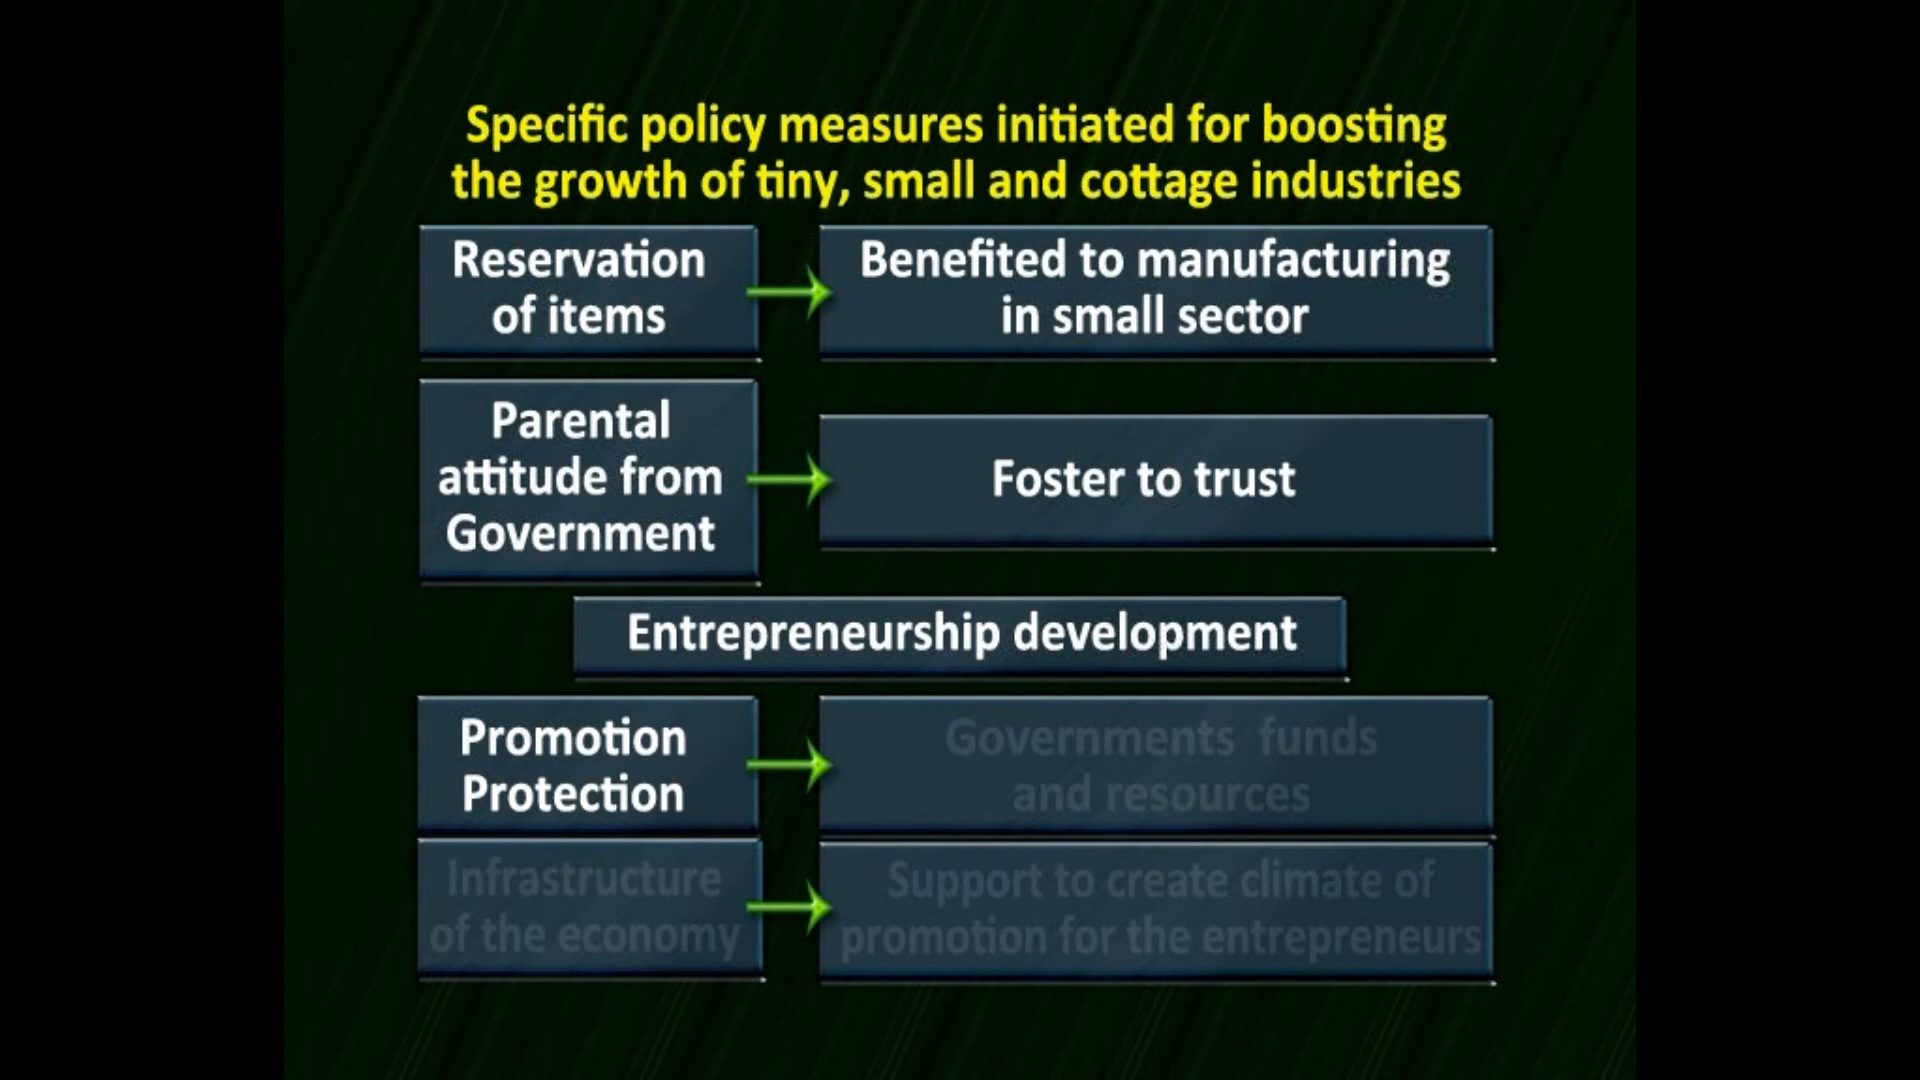 Specific policy measures initiated for boosting
the growth of tiny, small and cottage industries
Reservation
of items
Benefited to manufacturing
in small sector
Parental
attitude from
Government
Foster to trust
Entrepreneurship development
Promotion
Protection
Governments funds
and resources
Infrastructure
of the economy
Support to create climate of
promotion for the entrepreneurs